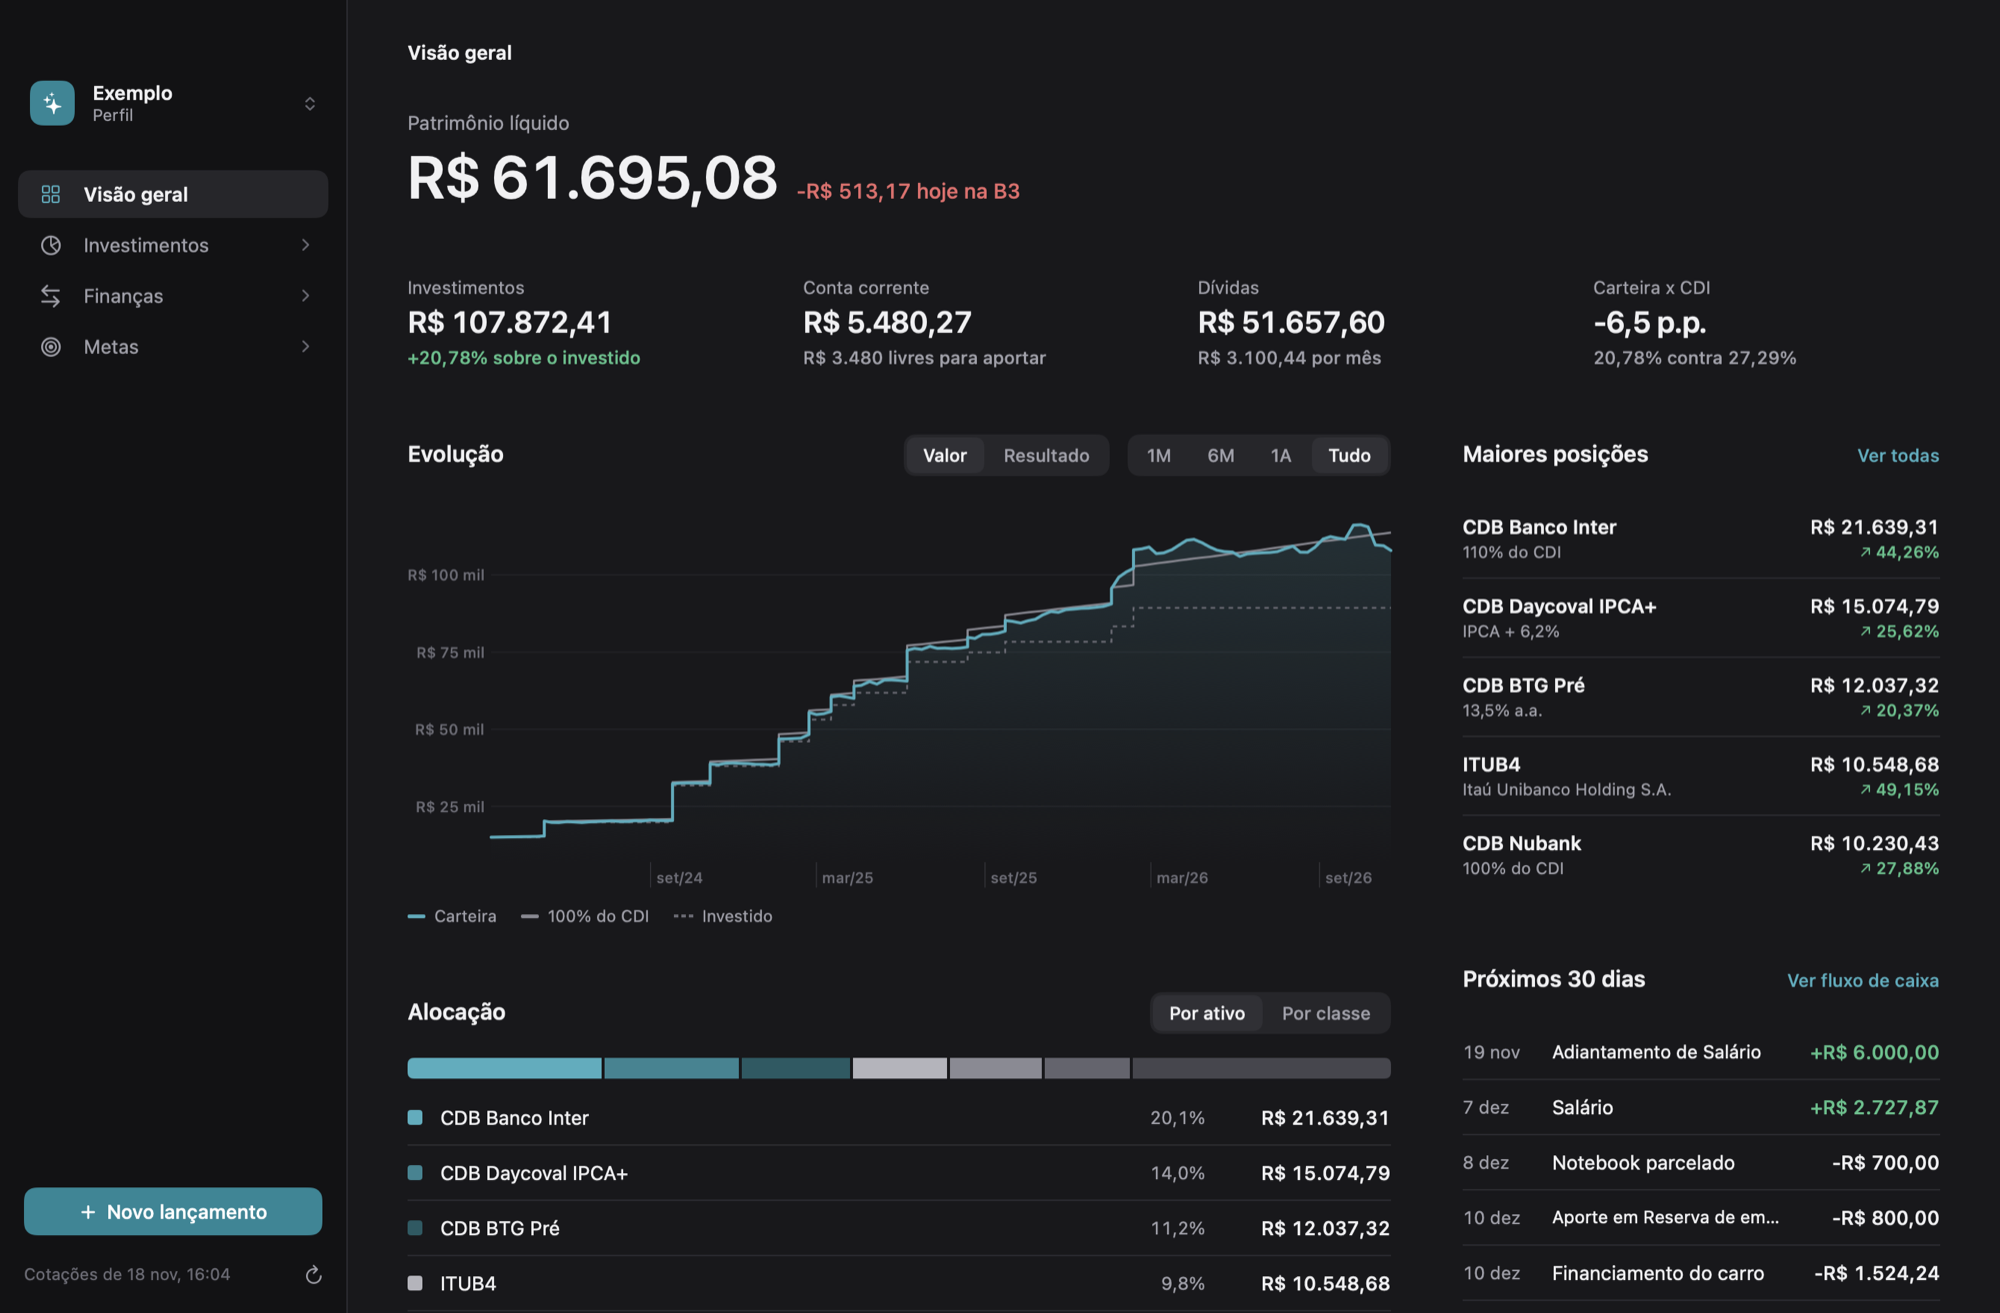 Exemplo
Perfil
Visão geral
Investimentos
Finanças
Metas
+ Novo lançamento
Cotações de 18 nov, 16:04
Visão geral
Patrimônio líquido
R$ 61.695,08 -R$ 513,17 hoje na B3
Investimentos
R$ 107.872,41
+20,78% sobre o investido
Conta corrente
R$ 5.480,27
R$ 3.480 livres para aportar
Dívidas
R$ 51.657,60
R$ 3.100,44 por mês
Carteira x CDI
-6,5 p.p.
20,78% contra 27,29%
Evolução
Valor Resultado
1M 6M 1A Tudo
R$ 100 mil
R$ 75 mil
R$ 50 mil
R$ 25 mil
set/24 mar/25 set/25 mar/26 set/26
Carteira 100% do CDI Investido
Alocação
Por ativo Por classe
CDB Banco Inter 20,1% R$ 21.639,31
CDB Daycoval IPCA+ 14,0% R$ 15.074,79
CDB BTG Pré 11,2% R$ 12.037,32
ITUB4 9,8% R$ 10.548,68
Maiores posições Ver todas
CDB Banco Inter R$ 21.639,31
110% do CDI ↗ 44,26%
CDB Daycoval IPCA+ R$ 15.074,79
IPCA + 6,2% ↗ 25,62%
CDB BTG Pré R$ 12.037,32
13,5% a.a. ↗ 20,37%
ITUB4 R$ 10.548,68
Itaú Unibanco Holding S.A. ↗ 49,15%
CDB Nubank R$ 10.230,43
100% do CDI ↗ 27,88%
Próximos 30 dias Ver fluxo de caixa
19 nov Adiantamento de Salário +R$ 6.000,00
7 dez Salário +R$ 2.727,87
8 dez Notebook parcelado -R$ 700,00
10 dez Aporte em Reserva de em... -R$ 800,00
10 dez Financiamento do carro -R$ 1.524,24